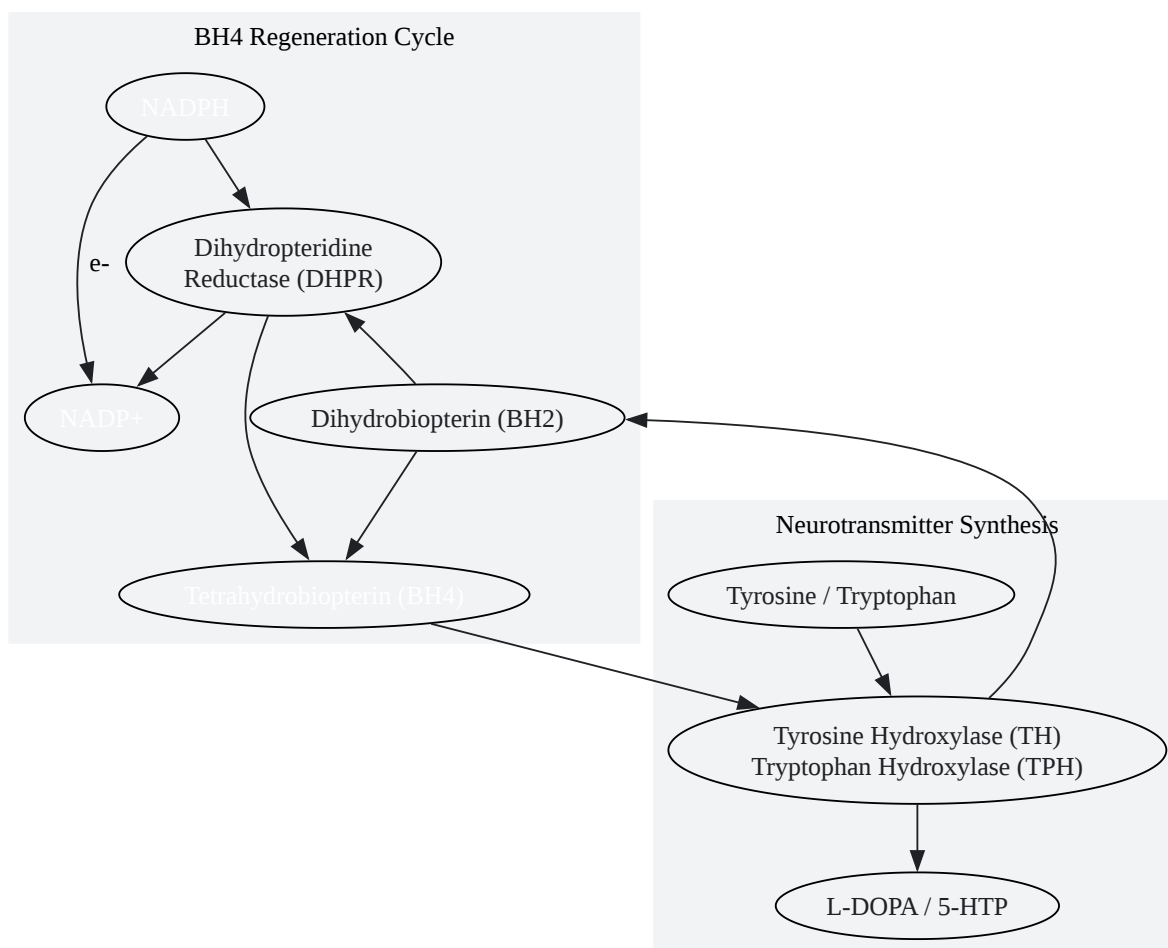 BH4 Regeneration Cycle
NADPH
Dihydropteridine
Reductase (DHPR)
e-
NADP+
Dihydrobiopterin (BH2)
Tetrahydrobiopterin (BH4)
Neurotransmitter Synthesis
Tyrosine / Tryptophan
Tyrosine Hydroxylase (TH)
Tryptophan Hydroxylase (TPH)
L-DOPA / 5-HTP